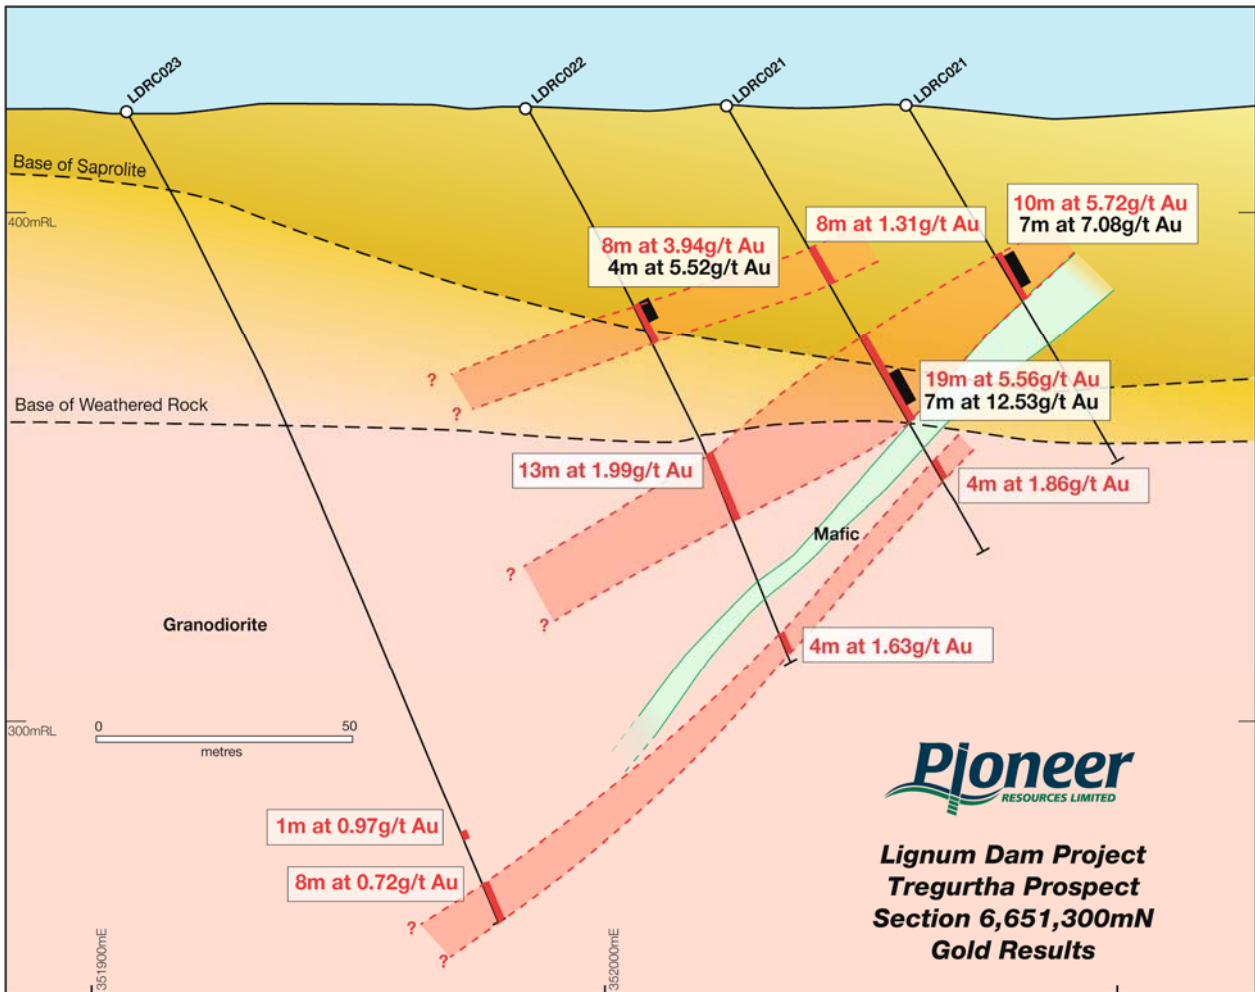 LDRC023
LDRC022
LDRC021
LDRC021
Base of Saprolite
400mRL
10m at 5.72g/t Au
7m at 7.08g/t Au
8m at 1.31g/t Au
8m at 3.94g/t Au
4m at 5.52g/t Au
?
?
19m at 5.56g/t Au
7m at 12.53g/t Au
Base of Weathered Rock
13m at 1.99g/t Au
4m at 1.86g/t Au
Mafic
?
?
Granodiorite
4m at 1.63g/t Au
300mRL
0 50
metres
Pioneer
RESOURCES LIMITED
1m at 0.97g/t Au
8m at 0.72g/t Au
?
?
Lignum Dam Project
Tregurtha Prospect
Section 6,651,300mN
Gold Results
351900mE
352000mE